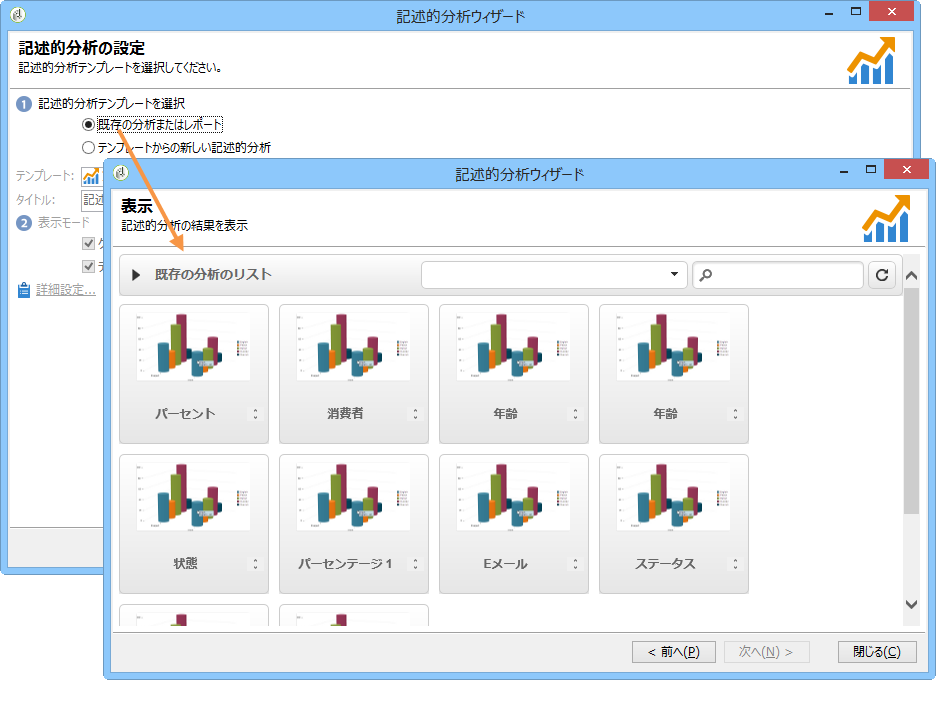 記述的分析ウィザード
記述的分析の設定
記述的分析テンプレートを選択してください。
1 記述的分析テンプレートを選択
既存の分析またはレポート
テンプレートからの新しい記述的分析
テンプレート:
タイトル: 記述
2 表示モード
詳細設定...
記述的分析ウィザード
表示
記述的分析の結果を表示
既存の分析のリスト
パーセント
消費者
年齢
年齢
状態
パーセンテージ 1
Eメール
ステータス
< 前へ(P)
次へ(N) >
閉じる(C)